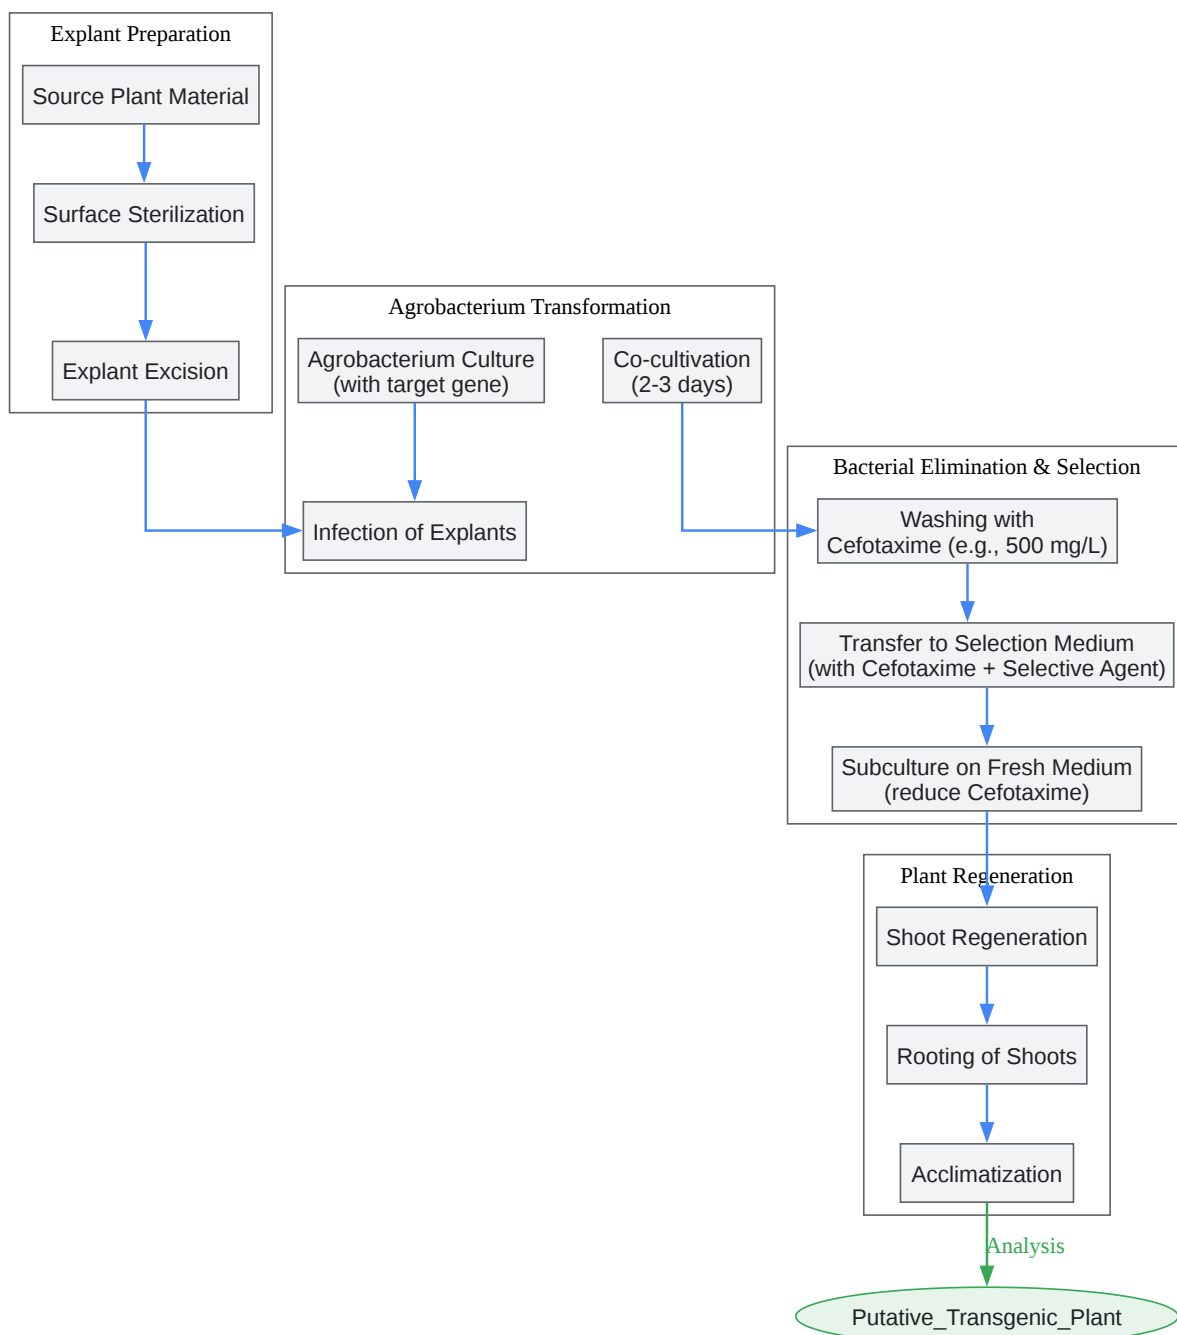 Explant Preparation
Source Plant Material
Surface Sterilization
Explant Excision
Agrobacterium Transformation
Agrobacterium Culture
(with target gene)
Co-cultivation
(2-3 days)
Infection of Explants
Bacterial Elimination & Selection
Washing with
Cefotaxime (e.g., 500 mg/L)
Transfer to Selection Medium
(with Cefotaxime + Selective Agent)
Subculture on Fresh Medium
(reduce Cefotaxime)
Plant Regeneration
Shoot Regeneration
Rooting of Shoots
Acclimatization
Analysis
Putative_Transgenic_Plant